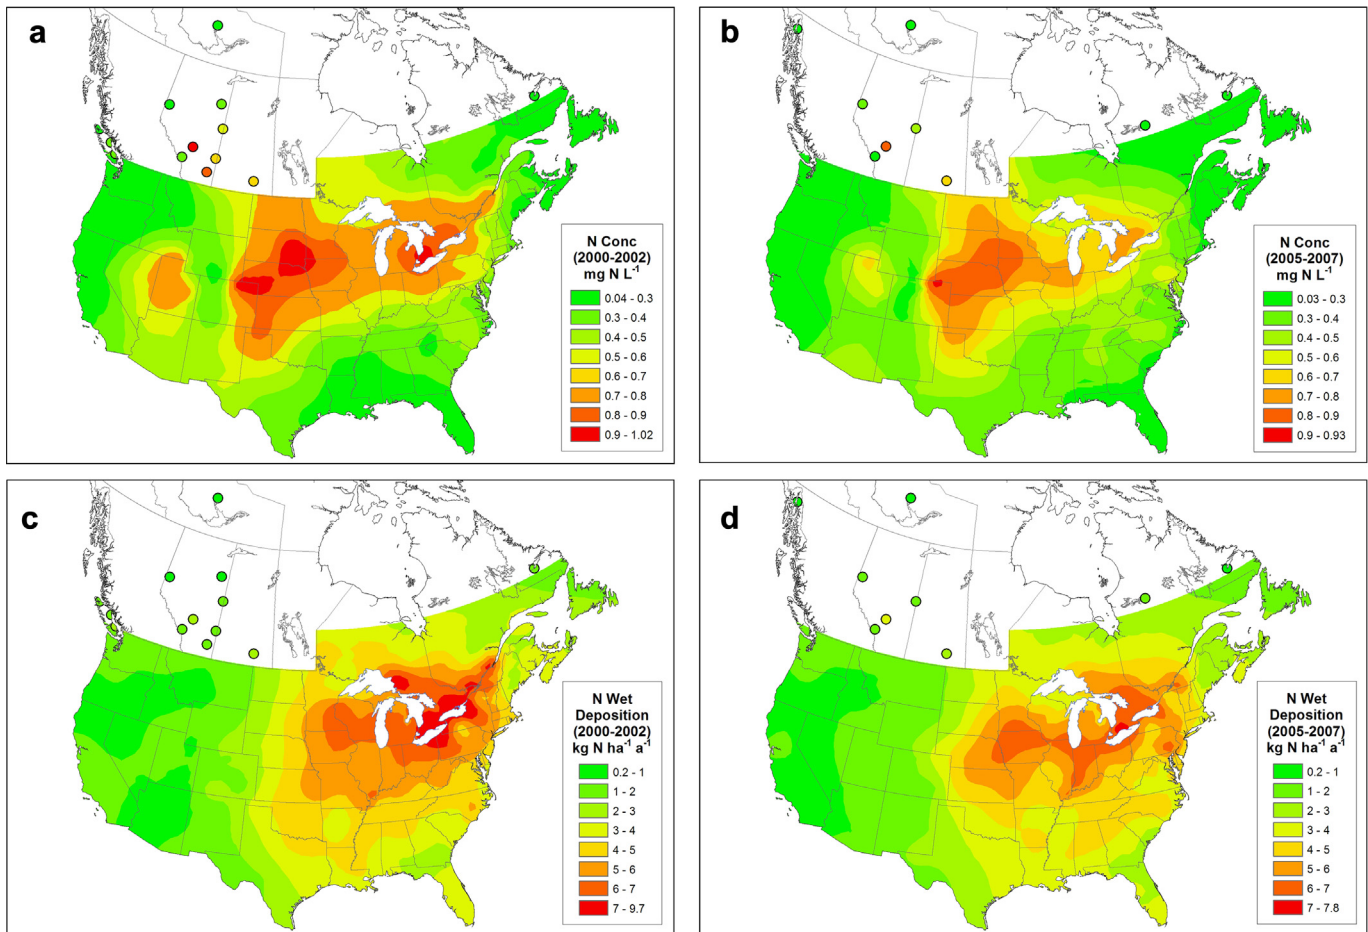 a
N Conc
(2000-2002)
mg N L⁻¹
0.04 - 0.3
0.3 - 0.4
0.4 - 0.5
0.5 - 0.6
0.6 - 0.7
0.7 - 0.8
0.8 - 0.9
0.9 - 1.02
b
N Conc
(2005-2007)
mg N L⁻¹
0.03 - 0.3
0.3 - 0.4
0.4 - 0.5
0.5 - 0.6
0.6 - 0.7
0.7 - 0.8
0.8 - 0.9
0.9 - 0.93
c
N Wet
Deposition
(2000-2002)
kg N ha⁻¹ a⁻¹
0.2 - 1
1 - 2
2 - 3
3 - 4
4 - 5
5 - 6
6 - 7
7 - 9.7
d
N Wet
Deposition
(2005-2007)
kg N ha⁻¹ a⁻¹
0.2 - 1
1 - 2
2 - 3
3 - 4
4 - 5
5 - 6
6 - 7
7 - 7.8